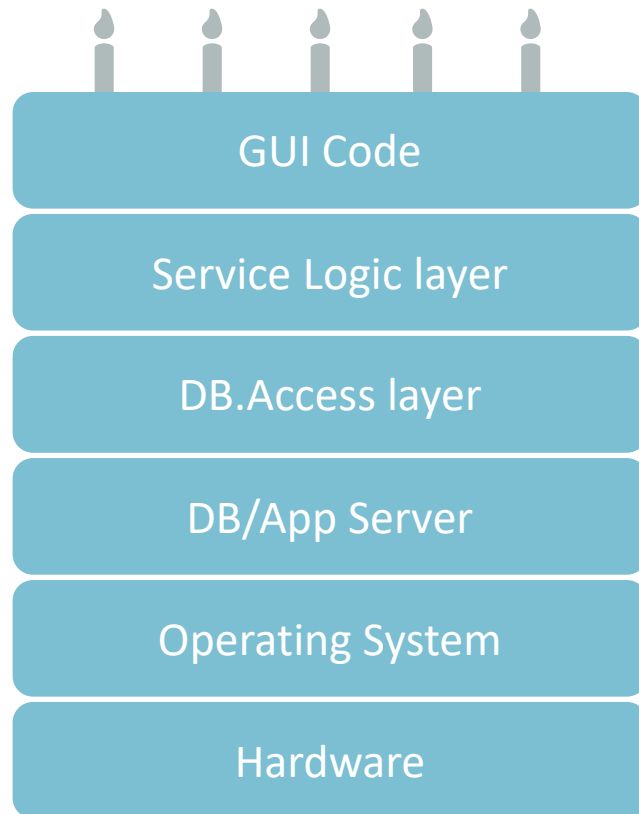 GUI Code
Service Logic layer
DB.Access layer
DB/App Server
Operating System
Hardware